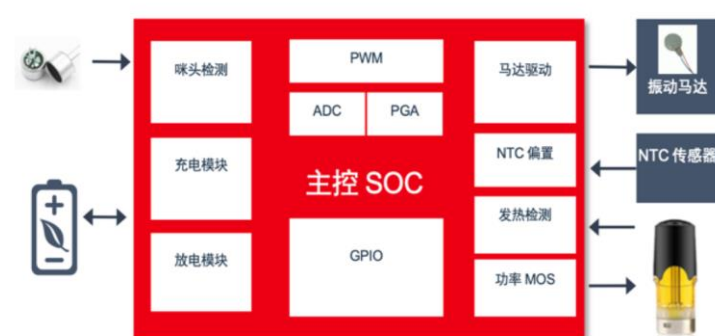 咪头检测
充电模块
放电模块
PWM
ADC
PGA
主控 SOC
GPIO
马达驱动
NTC 偏置
发热检测
功率 MOS
振动马达
NTC 传感器